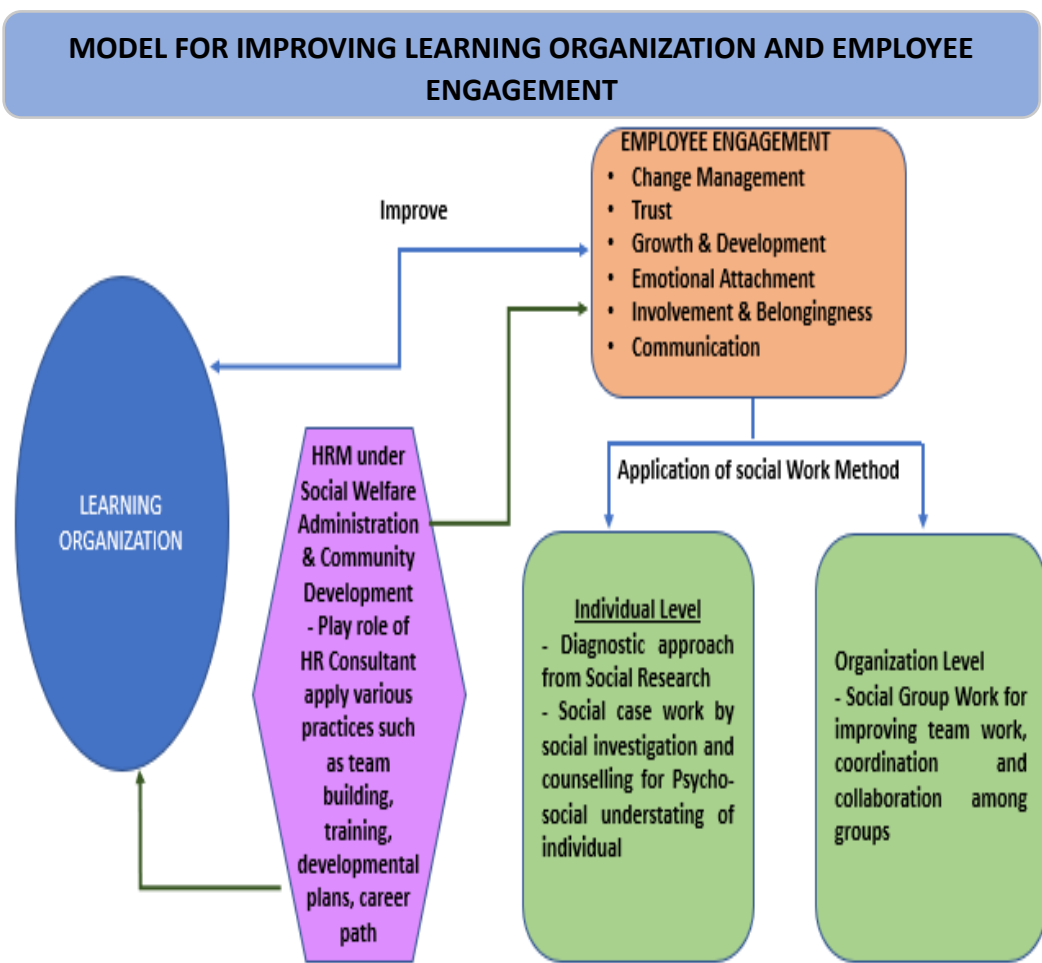 MODEL FOR IMPROVING LEARNING ORGANIZATION AND EMPLOYEE
ENGAGEMENT
EMPLOYEE ENGAGEMENT
• Change Management
• Trust
• Growth & Development
• Emotional Attachment
• Involvement & Belongingness
• Communication
Improve
LEARNING
ORGANIZATION
HRM under
Social Welfare
Administration
& Community
Development
- Play role of
HR Consultant
apply various
practices such
as team
building,
training,
developmental
plans, career
path
Application of social Work Method
Individual Level
- Diagnostic approach
from Social Research
- Social case work by
social investigation and
counselling for Psycho-
social understating of
individual
Organization Level
- Social Group Work for
improving team work,
coordination and
collaboration among
groups